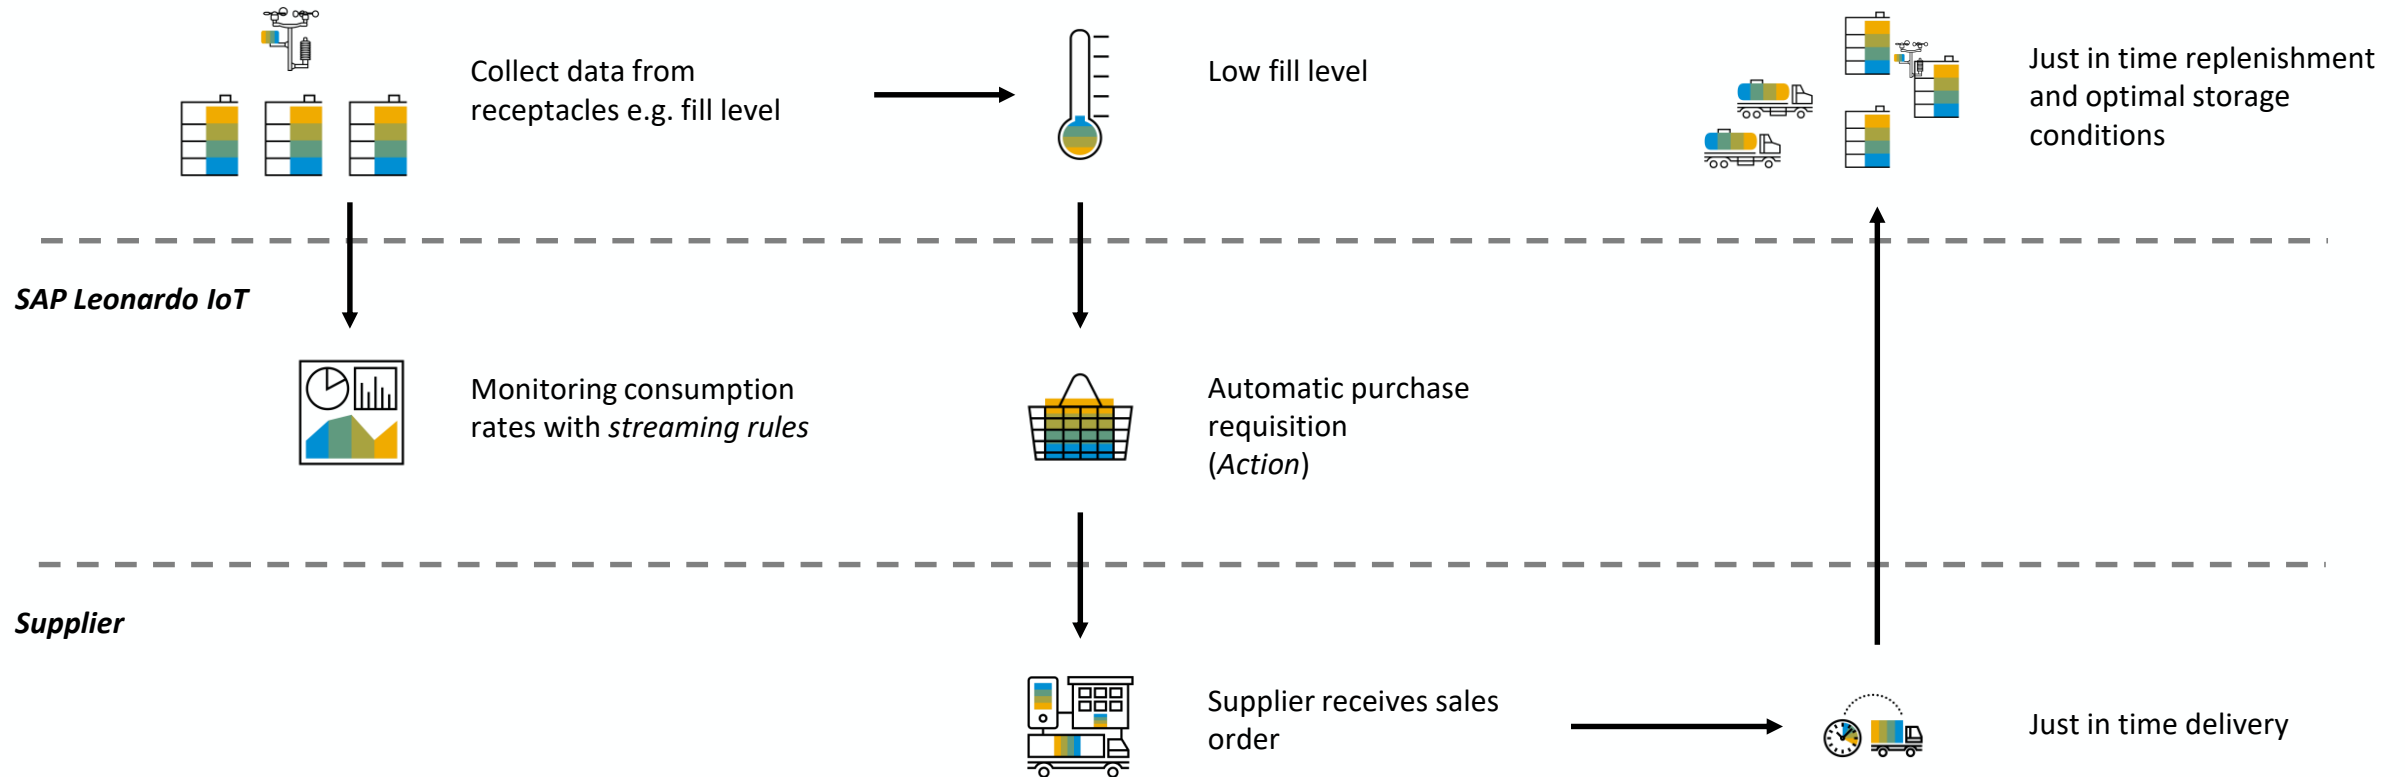 Collect data from
receptacles e.g. fill level
Low fill level
Just in time replenishment
and optimal storage
conditions
SAP Leonardo IoT
Monitoring consumption
rates with streaming rules
Automatic purchase
requisition
(Action)
Supplier
Supplier receives sales
order
Just in time delivery